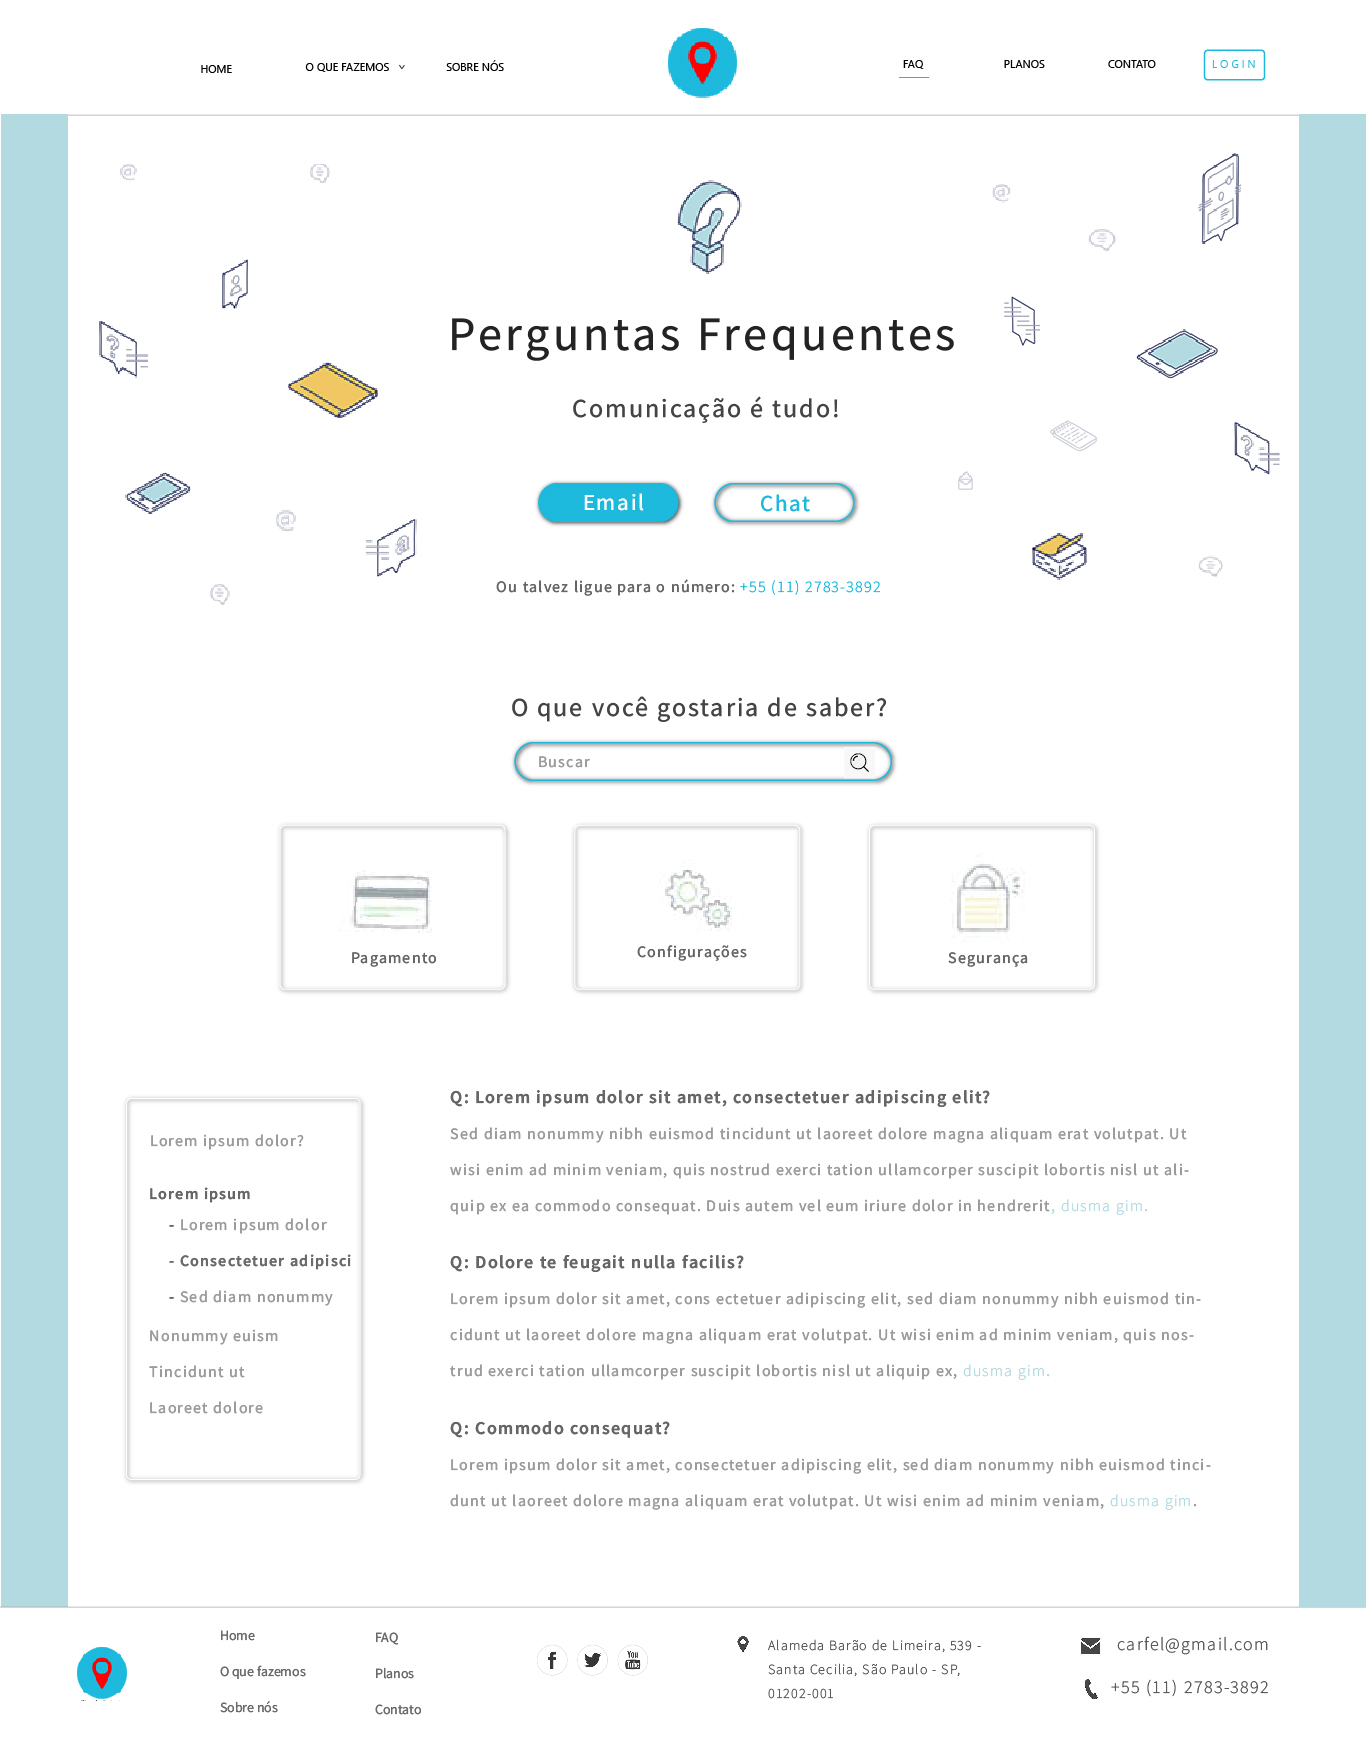 HOME
O QUE FAZEMOS
SOBRE NÓS
FAQ
PLANOS
CONTATO
LOGIN
Perguntas Frequentes
Comunicação é tudo!
Email
Chat
Ou talvez ligue para o número: +55 (11) 2783-3892
O que você gostaria de saber?
Buscar
Pagamento
Configurações
Segurança
Lorem ipsum dolor?
Lorem ipsum
- Lorem ipsum dolor
- Consectetuer adipisci
- Sed diam nonummy
Nonummy euism
Tincidunt ut
Laoreet dolore
Q: Lorem ipsum dolor sit amet, consectetuer adipiscing elit?
Sed diam nonummy nibh euismod tincidunt ut laoreet dolore magna aliquam erat volutpat. Ut
wisi enim ad minim veniam, quis nostrud exerci tation ullamcorper suscipit lobortis nisl ut ali-
quip ex ea commodo consequat. Duis autem vel eum iriure dolor in hendrerit, dusma gim.
Q: Dolore te feugait nulla facilis?
Lorem ipsum dolor sit amet, cons ectetuer adipiscing elit, sed diam nonummy nibh euismod tin-
cidunt ut laoreet dolore magna aliquam erat volutpat. Ut wisi enim ad minim veniam, quis nos-
trud exerci tation ullamcorper suscipit lobortis nisl ut aliquip ex, dusma gim.
Q: Commodo consequat?
Lorem ipsum dolor sit amet, consectetuer adipiscing elit, sed diam nonummy nibh euismod tinci-
dunt ut laoreet dolore magna aliquam erat volutpat. Ut wisi enim ad minim veniam, dusma gim.
Home
O que fazemos
Sobre nós
FAQ
Planos
Contato
You
Tube
Alameda Barão de Limeira, 539 -
Santa Cecilia, São Paulo - SP,
01202-001
carfel@gmail.com
+55 (11) 2783-3892